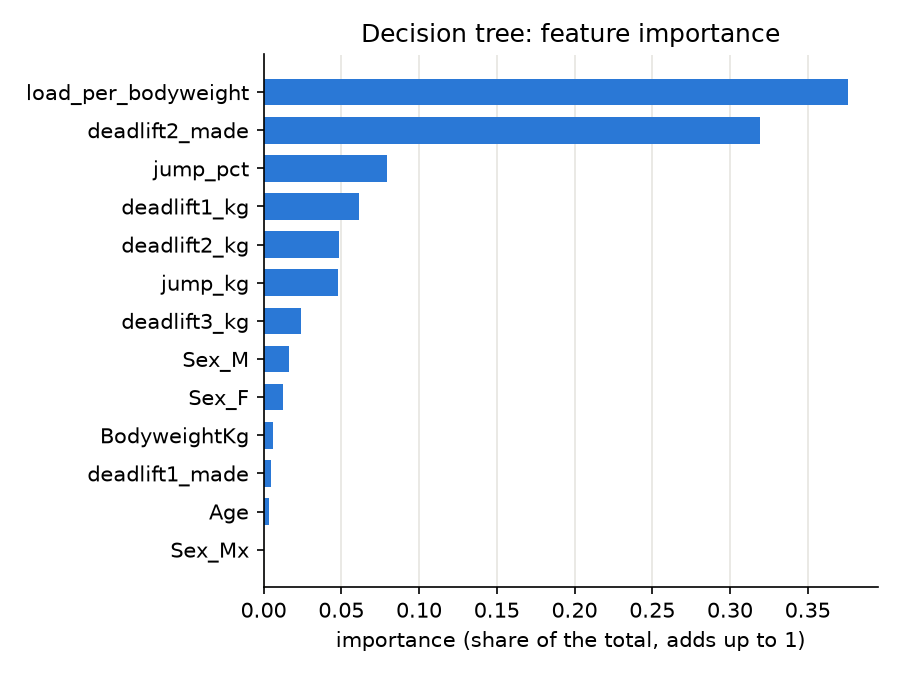 Decision tree: feature importance
load_per_bodyweight
deadlift2_made
jump_pct
deadlift1_kg
deadlift2_kg
jump_kg
deadlift3_kg
Sex_M
Sex_F
BodyweightKg
deadlift1_made
Age
Sex_Mx
0.00 0.05 0.10 0.15 0.20 0.25 0.30 0.35
importance (share of the total, adds up to 1)